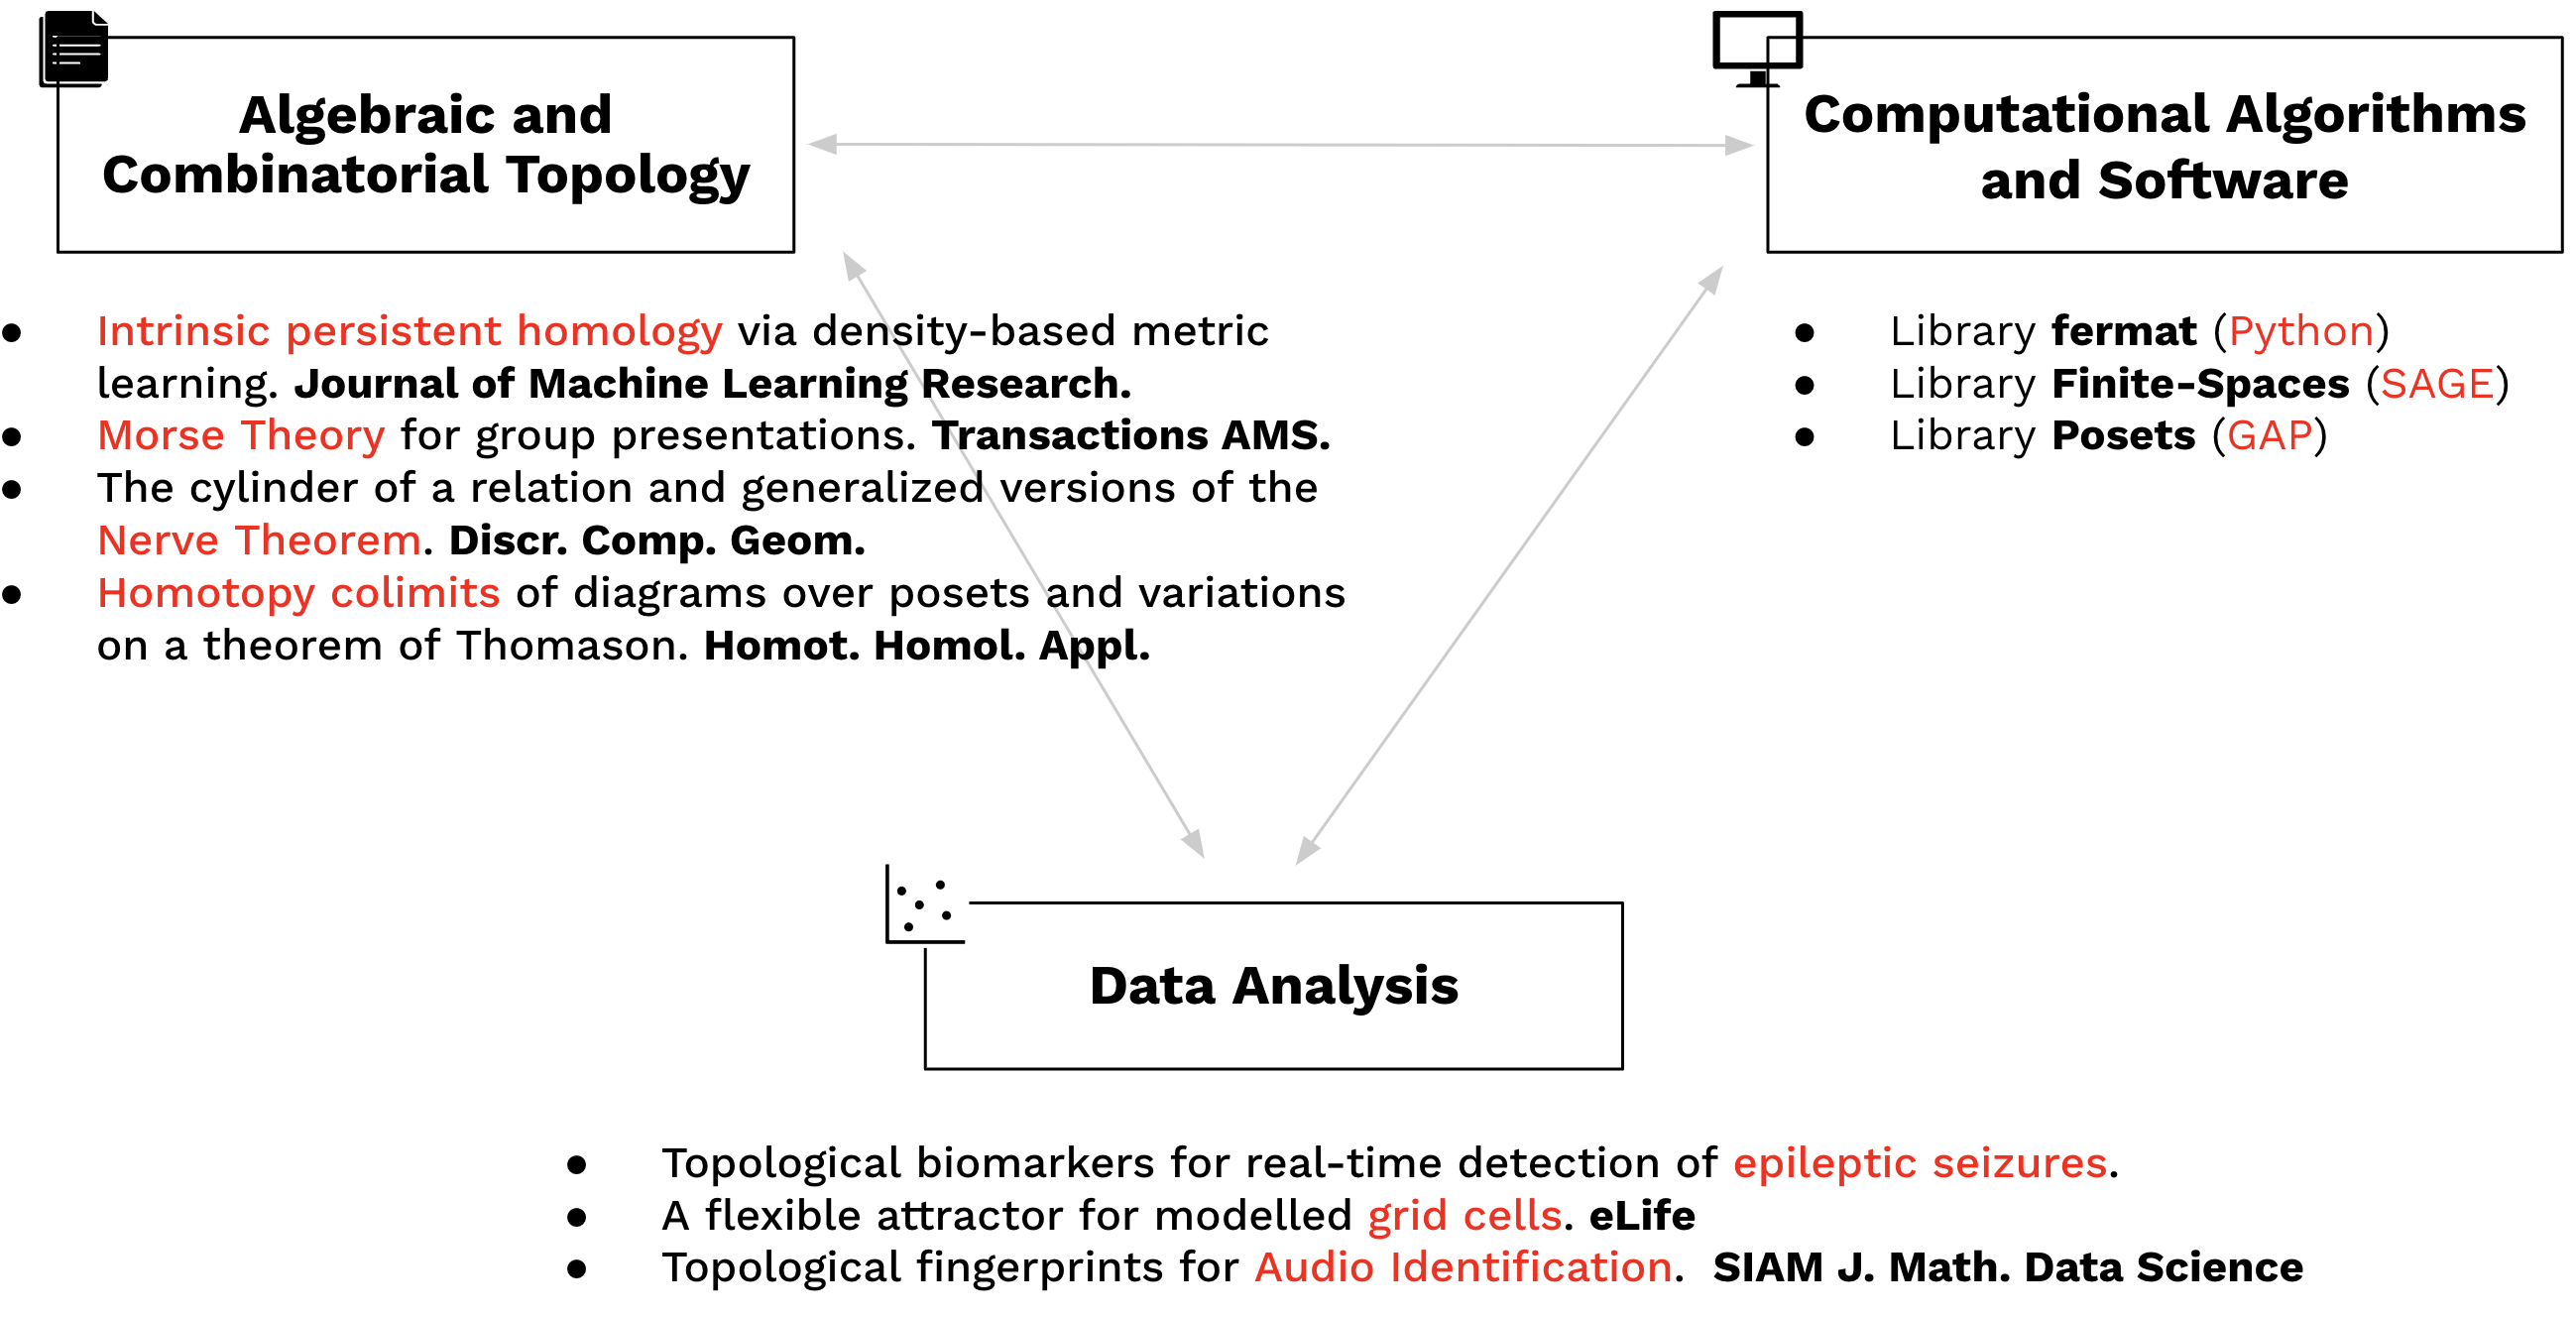 Algebraic and
Combinatorial Topology
Computational Algorithms
and Software
● Intrinsic persistent homology via density-based metric
learning. Journal of Machine Learning Research.
● Morse Theory for group presentations. Transactions AMS.
● The cylinder of a relation and generalized versions of the
Nerve Theorem. Discr. Comp. Geom.
● Homotopy colimits of diagrams over posets and variations
on a theorem of Thomason. Homot. Homol. Appl.
● Library fermat (Python)
● Library Finite-Spaces (SAGE)
● Library Posets (GAP)
Data Analysis
● Topological biomarkers for real-time detection of epileptic seizures.
● A flexible attractor for modelled grid cells. eLife
● Topological fingerprints for Audio Identification. SIAM J. Math. Data Science